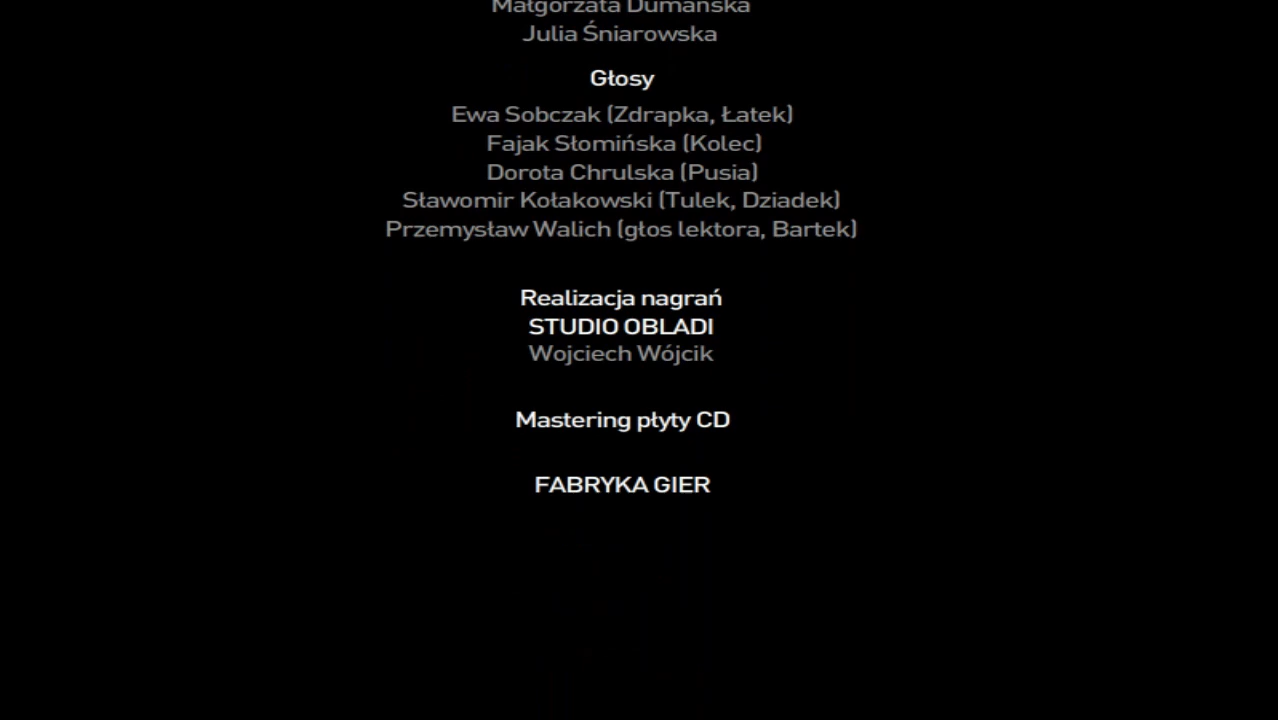 Małgorzata Dumańska
Julia Śniarowska
Głosy
Ewa Sobczak (Zdrapka, Łatek)
Fajak Słomińska (Kolec)
Dorota Chrulska (Pusia)
Sławomir Kołakowski (Tulek, Dziadek)
Przemysław Walich (głos lektora, Bartek)
Realizacja nagrań
STUDIO OBLADI
Wojciech Wójcik
Mastering płyty CD
FABRYKA GIER